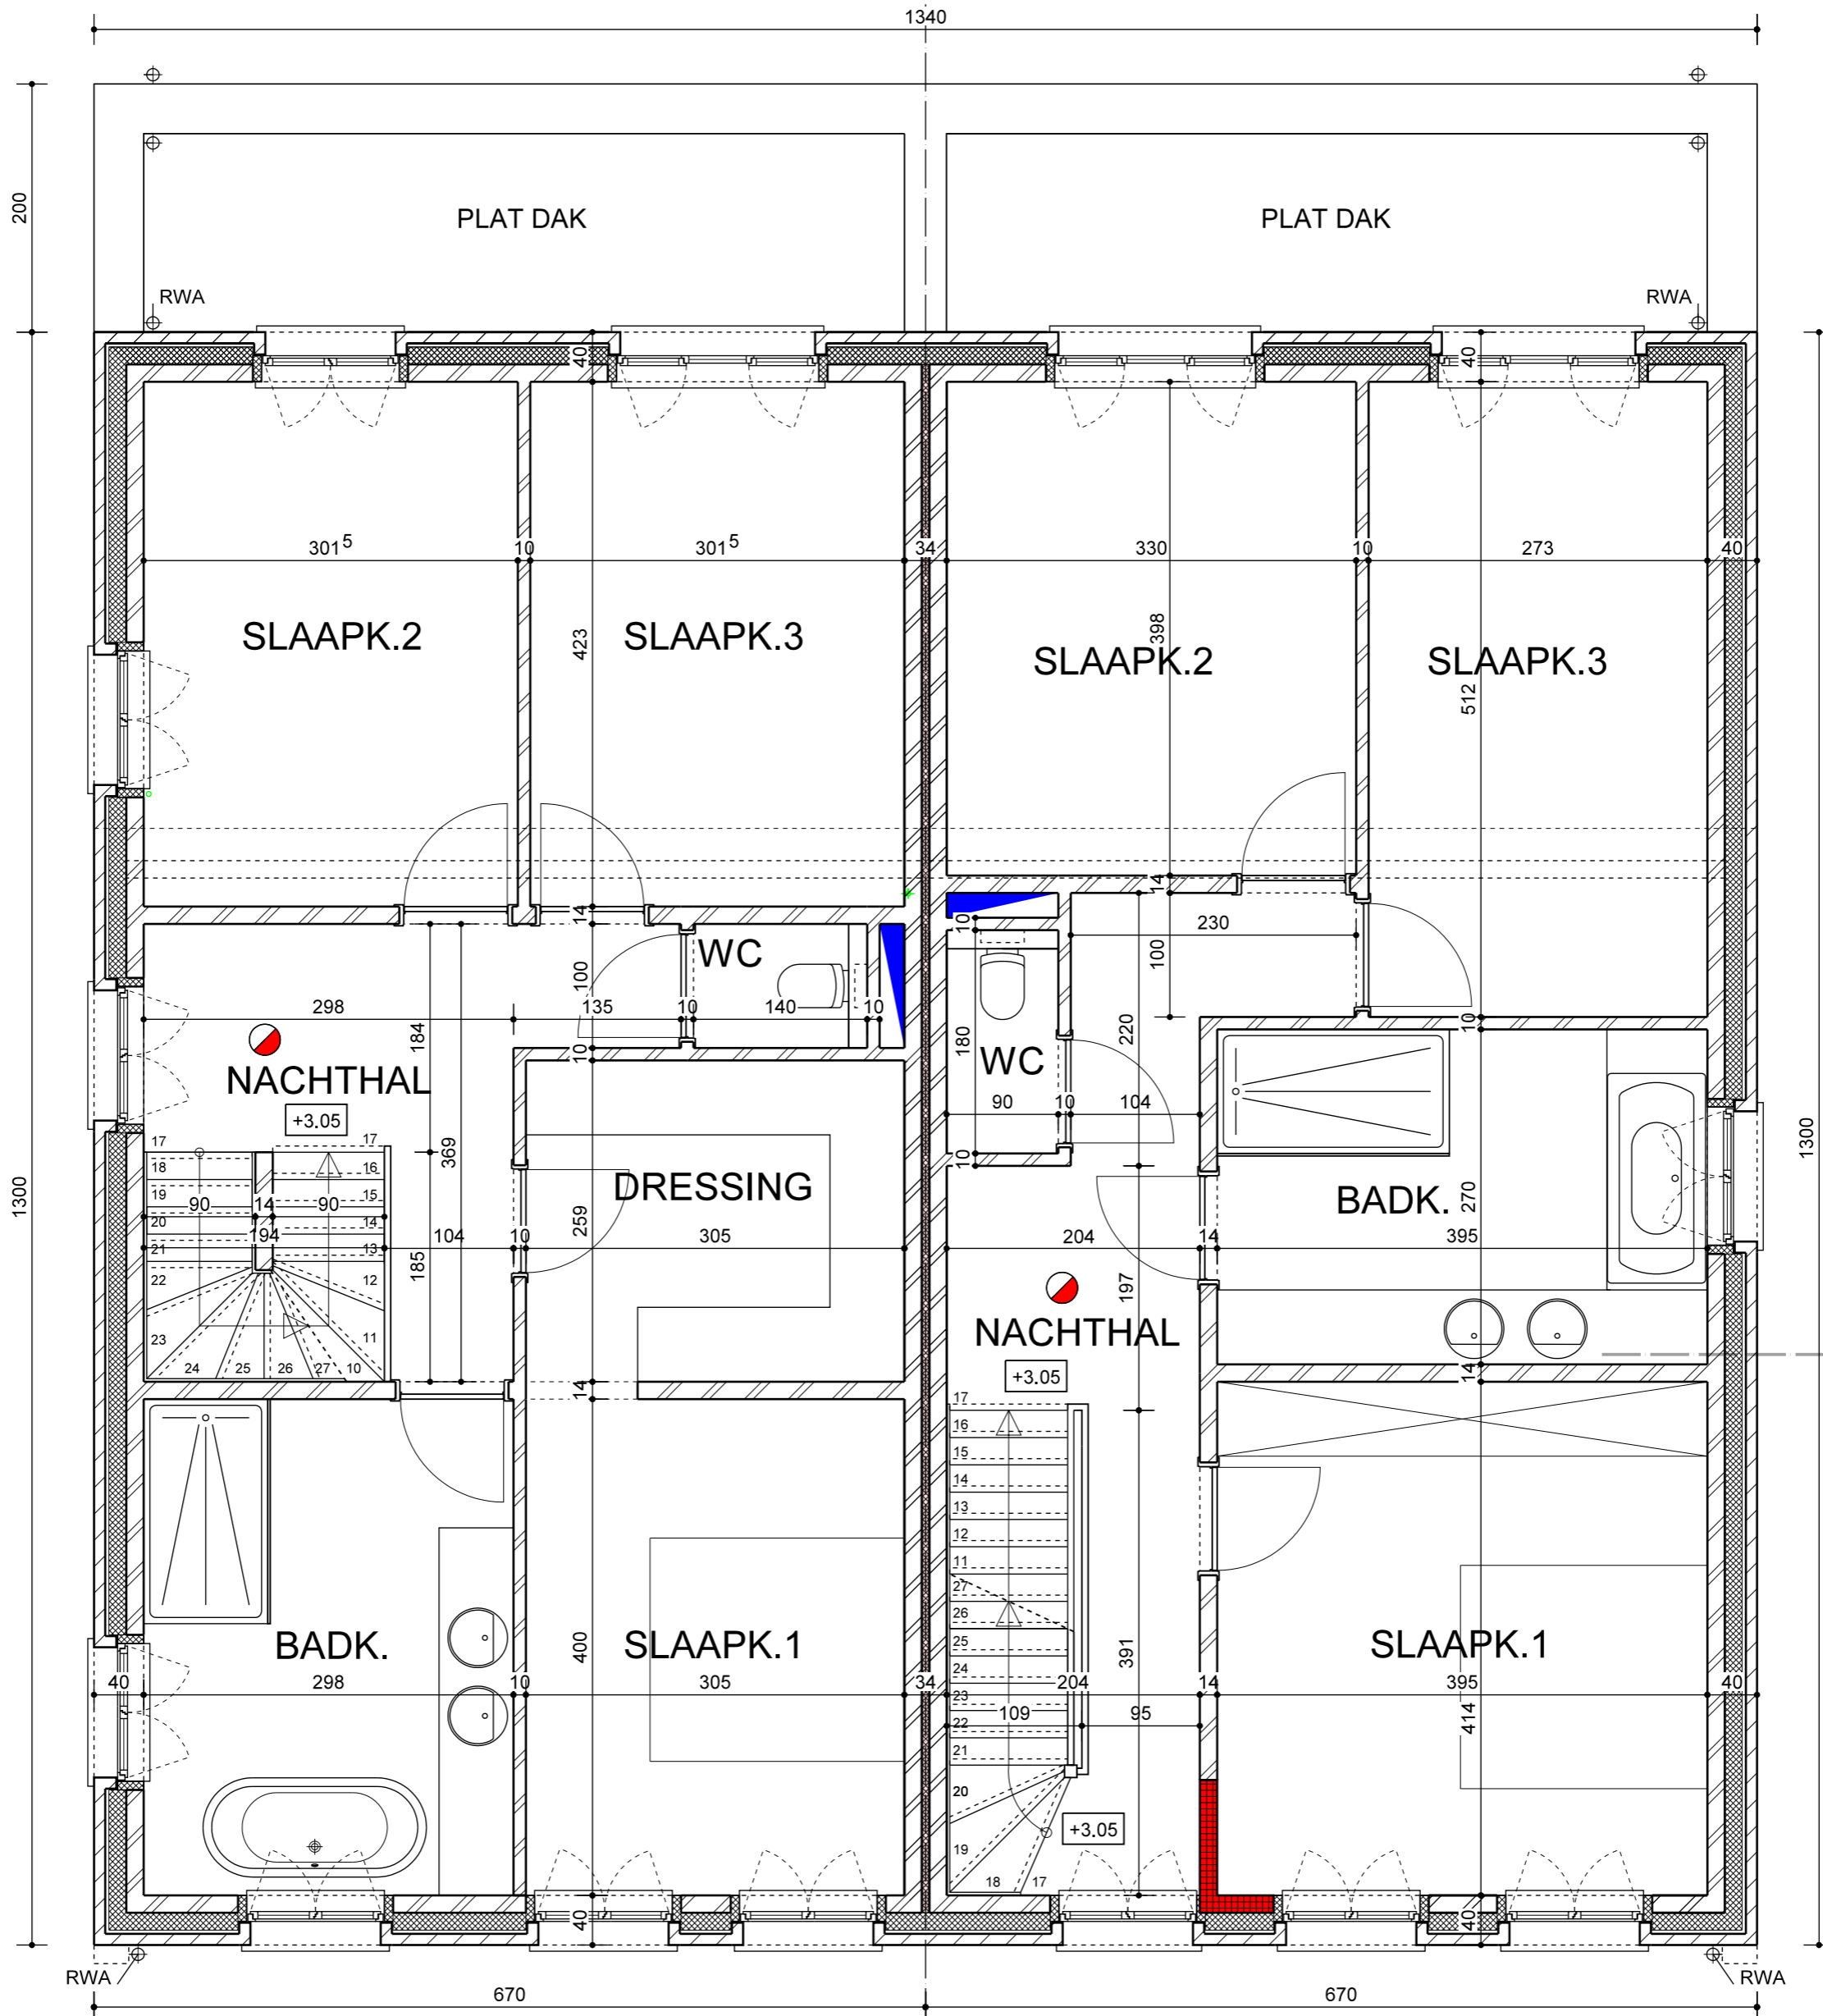 1340
200
PLAT DAK PLAT DAK
RWA RWA
40 40
301⁵ 10 301⁵ 34 330 10 273 40
SLAAPK.2 423 SLAAPK.3 398
SLAAPK.2 SLAAPK.3
512
14 14
WC 10 230
100 100
298 135 10 140 10
184 180 220 10
NACHTHAL 10 WC
+3.05 90 10 104
17 17 10
18 16 369 1300
19 15 DRESSING BADK. 270
1300 90 14 90 259
20 14
194 104 10 305 204 14 395
21 13 185
22 12 197
23 11 NACHTHAL
24 25 26 27 10 +3.05 14
14
17
16
15
14
13
12
11
27
26
BADK. 400 SLAAPK.1 25 391 SLAAPK.1
24
40 298 10 305 34 23 204 14 395 40
22 109 95 414
21
20
+3.05
19
18 17
40 40
RWA RWA
670 670